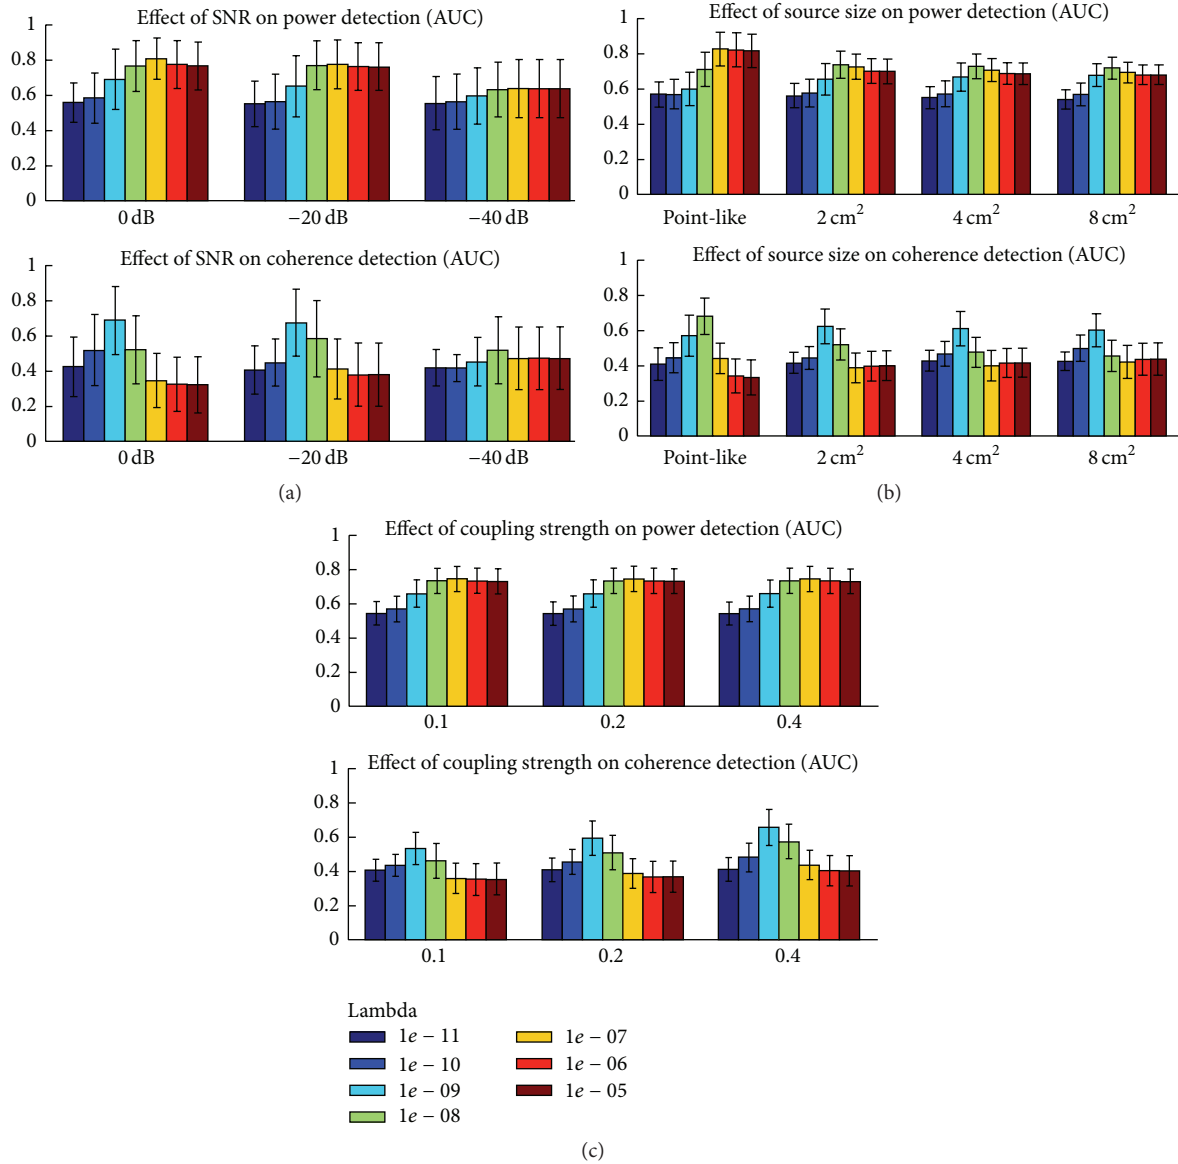 Effect of SNR on power detection (AUC)
1
0.8
0.6
0.4
0.2
0
0 dB
−20 dB
−40 dB
Effect of SNR on coherence detection (AUC)
1
0.8
0.6
0.4
0.2
0
0 dB
−20 dB
−40 dB
(a)
Effect of source size on power detection (AUC)
1
0.8
0.6
0.4
0.2
0
Point-like
2 cm²
4 cm²
8 cm²
Effect of source size on coherence detection (AUC)
1
0.8
0.6
0.4
0.2
0
Point-like
2 cm²
4 cm²
8 cm²
(b)
Effect of coupling strength on power detection (AUC)
1
0.8
0.6
0.4
0.2
0
0.1
0.2
0.4
Effect of coupling strength on coherence detection (AUC)
1
0.8
0.6
0.4
0.2
0
0.1
0.2
0.4
Lambda
1e − 11
1e − 10
1e − 09
1e − 08
1e − 07
1e − 06
1e − 05
(c)